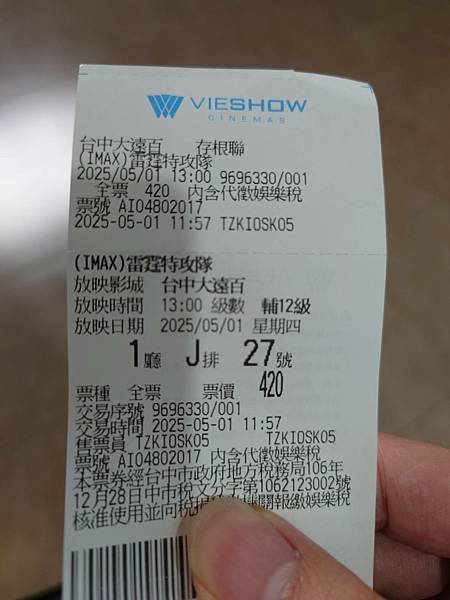 VIESHOW
CINEMAS
台中大遠百 存根聯
(IMAX)雷霆特攻隊
2025/05/01 13:00 9696330/001
全票 420 內含代徵娛樂稅
票號 AI04802017
2025-05-01 11:57 TZKIOSK05
(IMAX)雷霆特攻隊
放映影城 台中大遠百
放映時間 13:00 級數 輔12級
放映日期 2025/05/01 星期四
1廳 J排 27號
票種 全票 票價 420
交易序號 9696330/001
交易時間 2025-05-01 11:57
售票員 TZKIOSK05 TZKIOSK05
票號 AI04802017 內含代徵娛樂稅
本票券經台中市政府地方稅務局106年
12月28日中市稅文分字第1062123002號
核准使用並向稅 關報繳娛樂稅